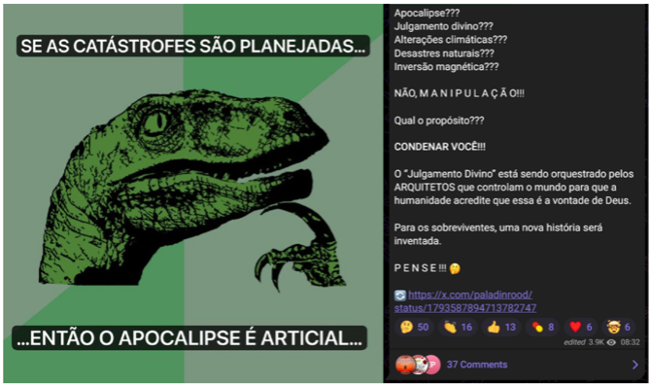 SE AS CATÁSTROFES SÃO PLANEJADAS...
...ENTÃO O APOCALIPSE É ARTICIAL...
Apocalipse???
Julgamento divino???
Alterações climáticas???
Desastres naturais???
Inversão magnética???
NÃO, M A N I P U L A Ç Ã O!!!
Qual o propósito???
CONDENAR VOCÊ!!!
O “Julgamento Divino” está sendo orquestrado pelos
ARQUITETOS que controlam o mundo para que a
humanidade acredite que essa é a vontade de Deus.
Para os sobreviventes, uma nova história será
inventada.
P E N S E !!! 🤔
🔄 https://x.com/paladinrood/
status/1793587894713782747
🤔 50 👏 16 👍 13 💊 8 ❤️ 6 🤯 6
edited 3.9K 08:32
37 Comments